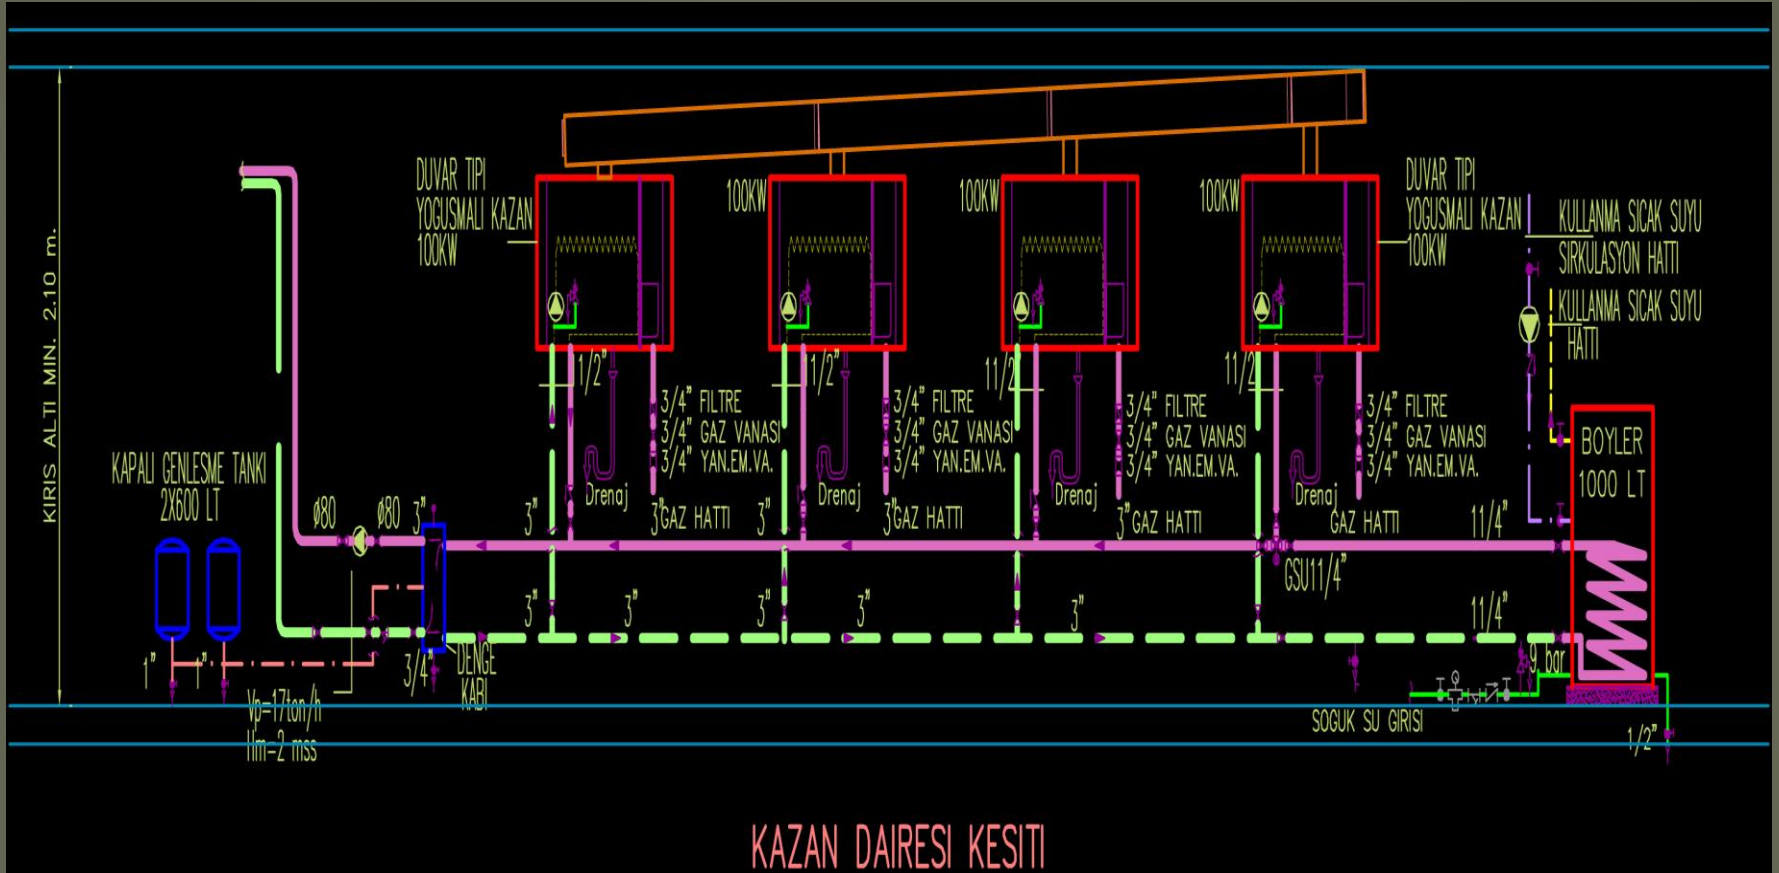 DUVAR TIPI
YOGUSMALI KAZAN
100KW
100KW
100KW
100KW
DUVAR TIPI
YOGUSMALI KAZAN
100KW
KULLANMA SICAK SUYU
SIRKULASYON HATTI
KULLANMA SICAK SUYU
HATTI
KIRIS ALTI MIN. 2.10 m.
1/2"
11/2"
11/2
11/2
3/4" FILTRE
3/4" GAZ VANASI
3/4" YAN.EM.VA.
3/4" FILTRE
3/4" GAZ VANASI
3/4" YAN.EM.VA.
3/4" FILTRE
3/4" GAZ VANASI
3/4" YAN.EM.VA.
3/4" FILTRE
3/4" GAZ VANASI
3/4" YAN.EM.VA.
BOYLER
1000 LT
KAPALI GENLESME TANKI
2X600 LT
Drenaj
Drenaj
Drenaj
Drenaj
ø80
ø80
3"
3"
3"
GAZ HATTI
3"
3"
GAZ HATTI
3"
GAZ HATTI
GAZ HATTI
11/4"
GSU11/4"
3"
3"
3"
3"
3"
11/4"
1"
1"
3/4"
DENGE
KABI
9 bar
Vp=17ton/h
Hm=2 mss
SOGUK SU GIRISI
1/2"
KAZAN DAIRESI KESITI